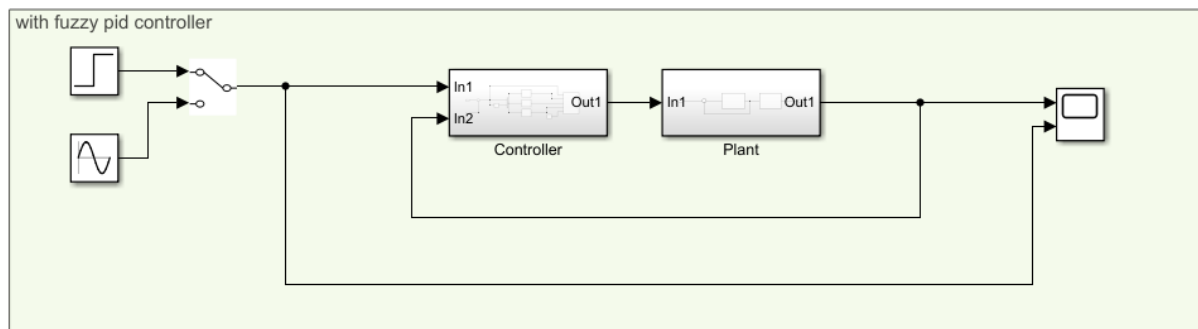 with fuzzy pid controller
In1
In2
Out1
Controller
In1
Out1
Plant